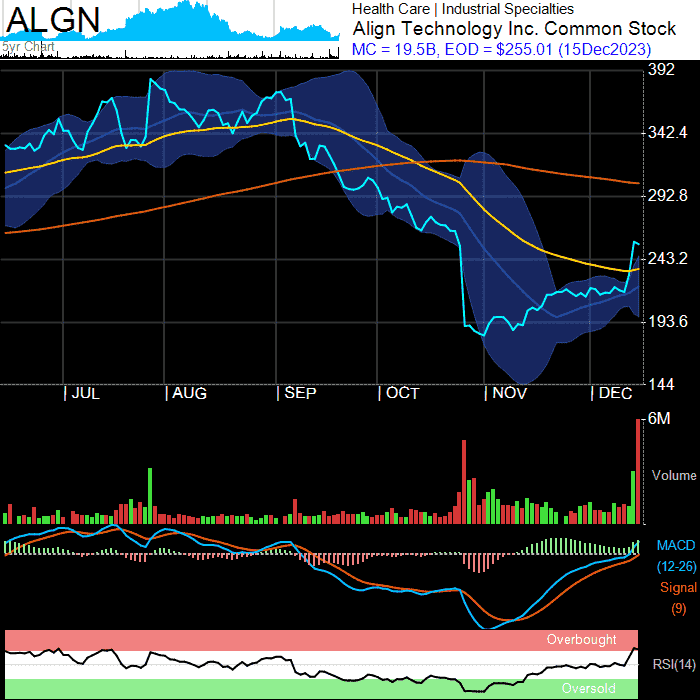 ALGN
5yr Chart
Health Care | Industrial Specialties
Align Technology Inc. Common Stock
MC = 19.5B, EOD = $255.01 (15Dec2023)
392
342.4
292.8
243.2
193.6
144
| JUL | AUG | SEP | OCT | NOV | DEC
6M
Volume
MACD
(12-26)
Signal
(9)
Overbought
RSI(14)
Oversold